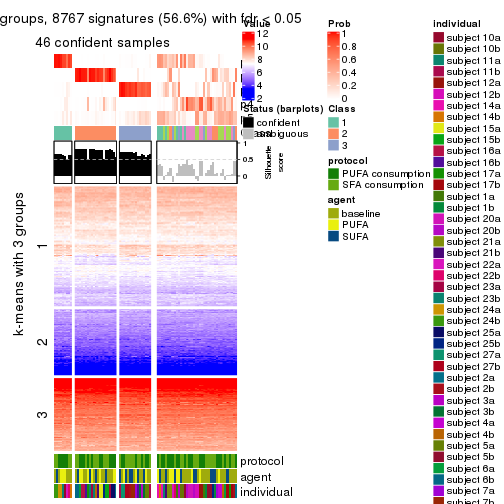 groups, 8767 signatures (56.6%) with fdr < 0.05
46 confident samples
Value
12
10
8
6
4
2
Prob
1
0.8
0.6
0.4
0.2
0
Status (barplots)
confident
ambiguous
Class
1
2
3
1
0.5
0
Silhouette
score
protocol
PUFA consumption
SFA consumption
agent
baseline
PUFA
SUFA
k-means with 3 groups
1
2
3
protocol
agent
individual
individual
subject 10a
subject 10b
subject 11a
subject 11b
subject 12a
subject 12b
subject 14a
subject 14b
subject 15a
subject 15b
subject 16a
subject 16b
subject 17a
subject 17b
subject 1a
subject 1b
subject 20a
subject 20b
subject 21a
subject 21b
subject 22a
subject 22b
subject 23a
subject 23b
subject 24a
subject 24b
subject 25a
subject 25b
subject 27a
subject 27b
subject 2a
subject 2b
subject 3a
subject 3b
subject 4a
subject 4b
subject 5a
subject 5b
subject 6a
subject 6b
subject 7a
subject 7b